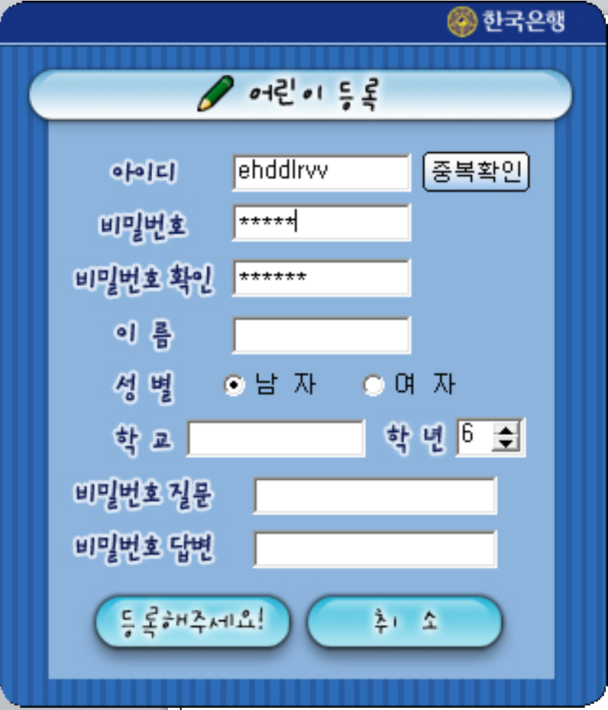 한국은행
어린이 등록
아이디 ehddlrvv 중복확인
비밀번호 *****
비밀번호 확인 ******
이 름
성 별 남 자 여 자
학 교 학 년 6
비밀번호 질문
비밀번호 답변
등록해주세요! 취 소